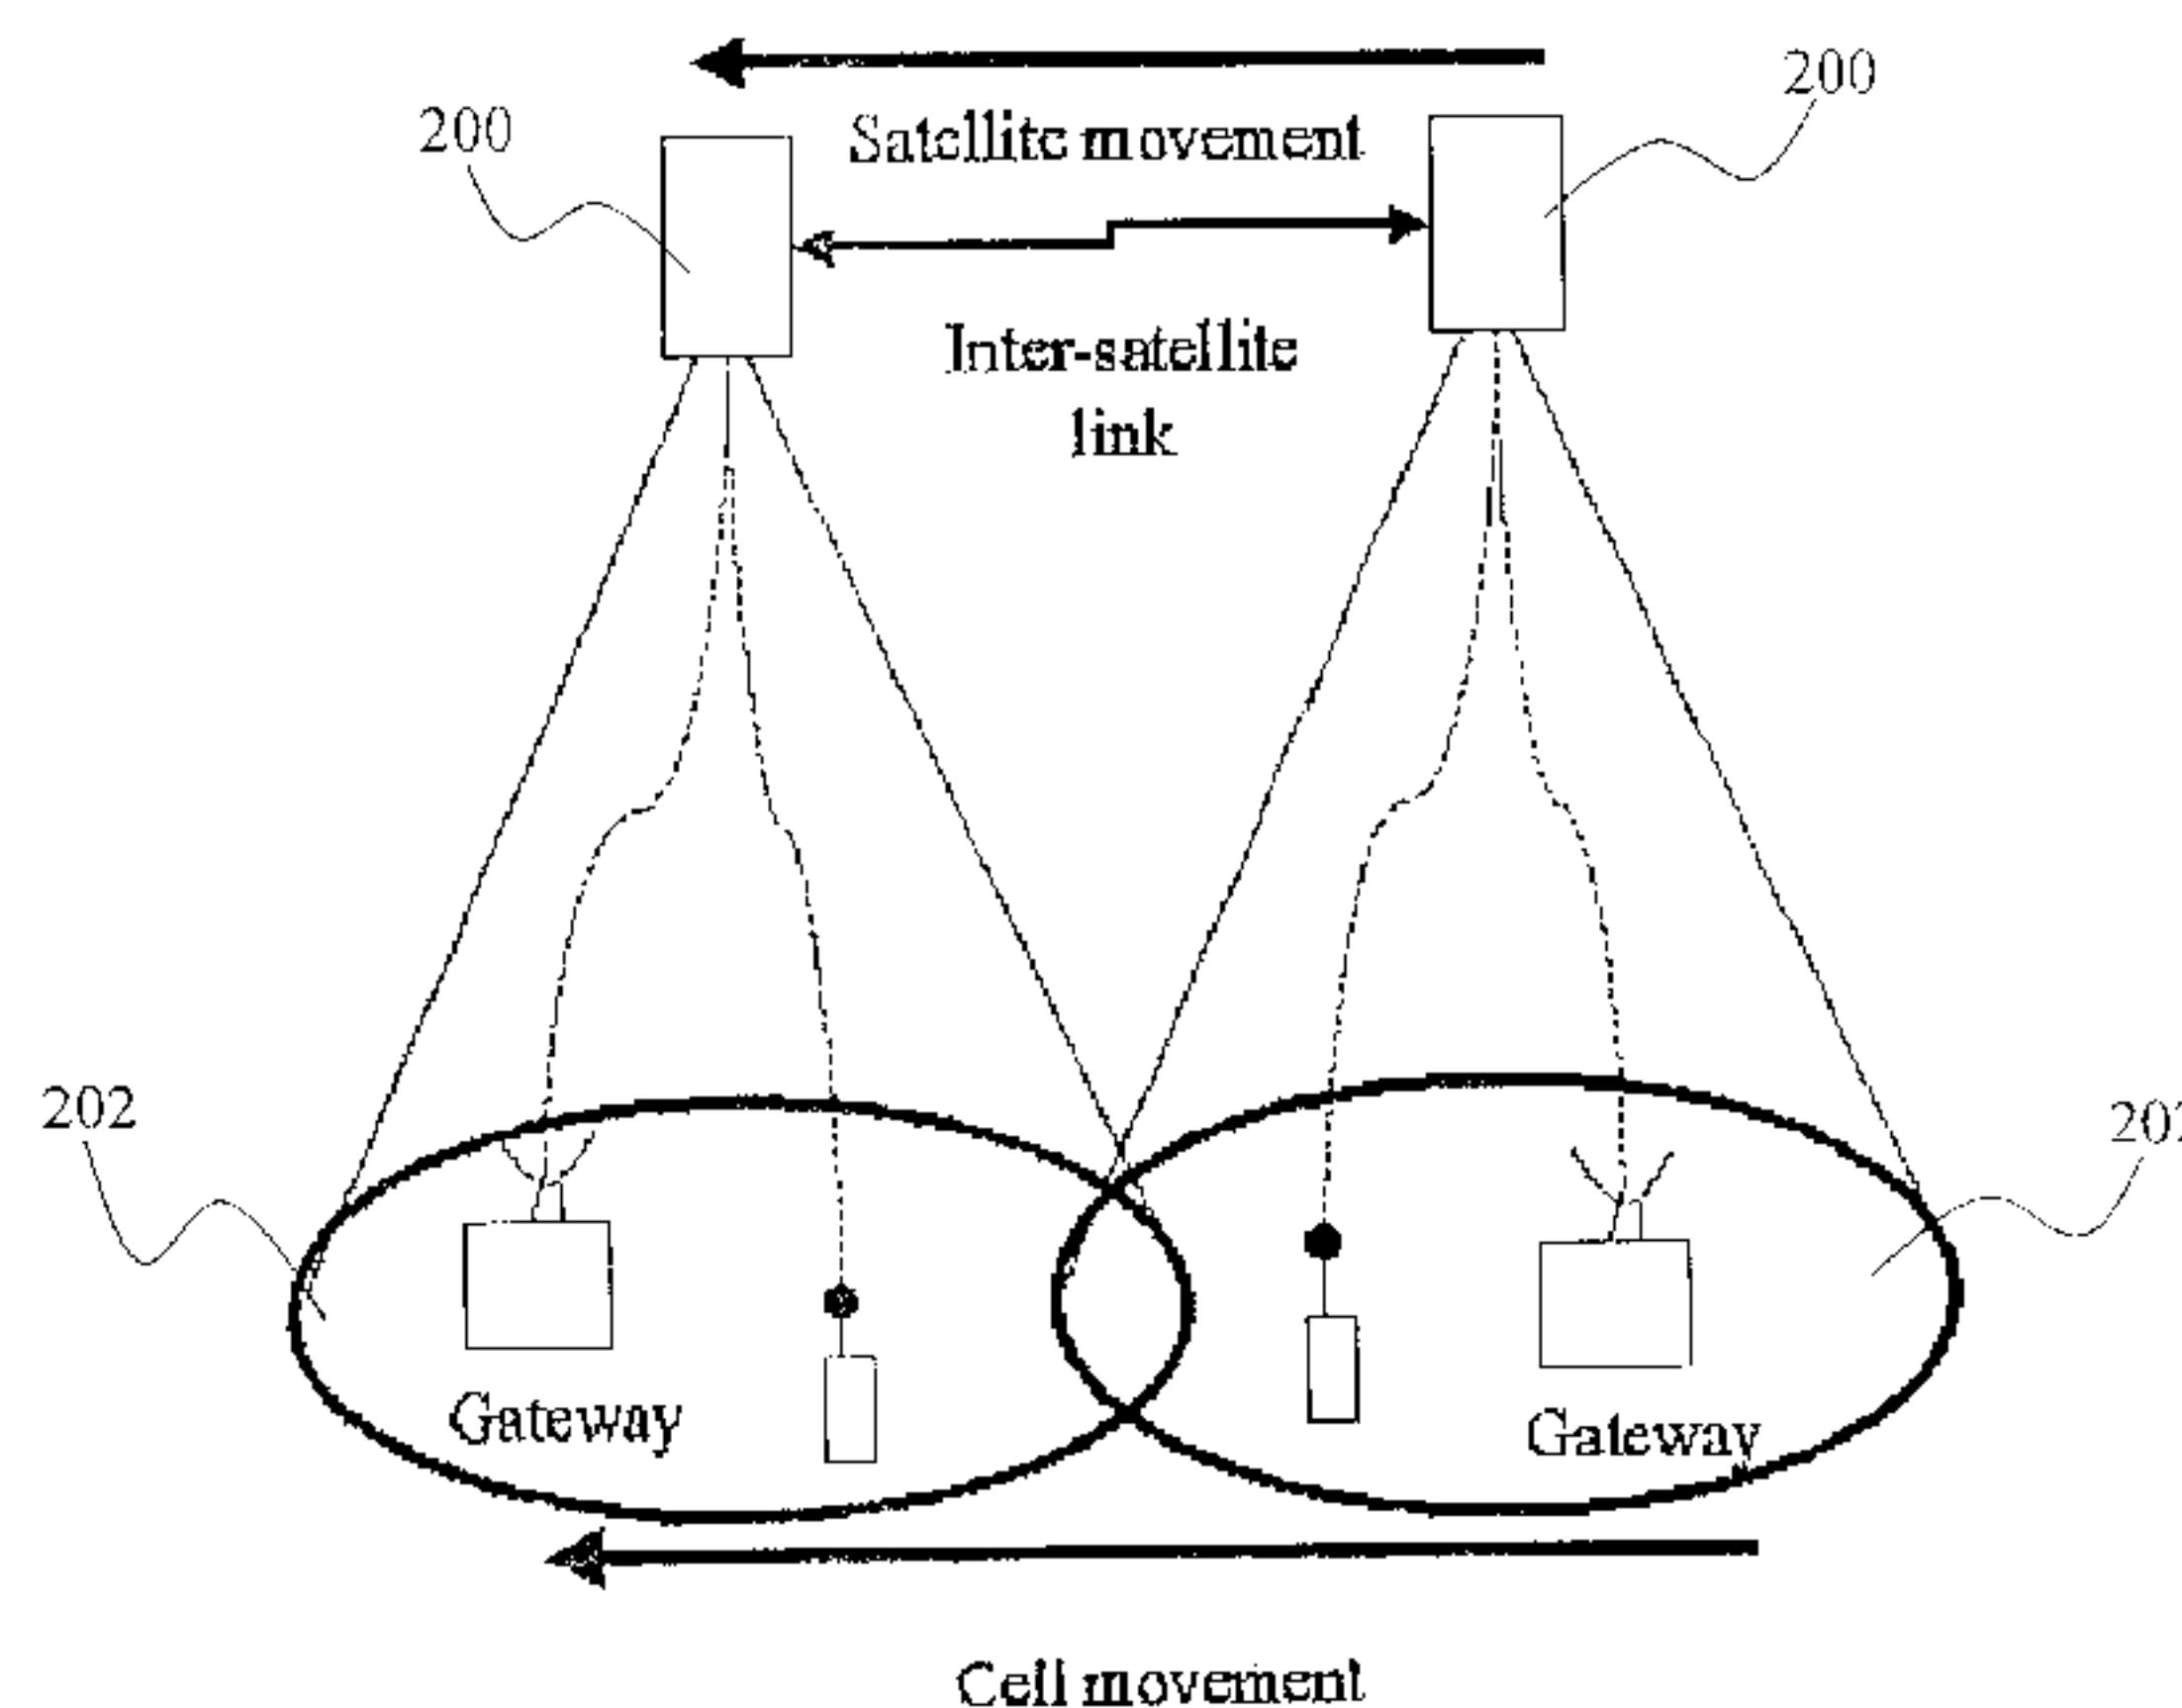 200
200
Satellite movement
Inter-satellite
link
202
Gateway
Gateway
Cell movement